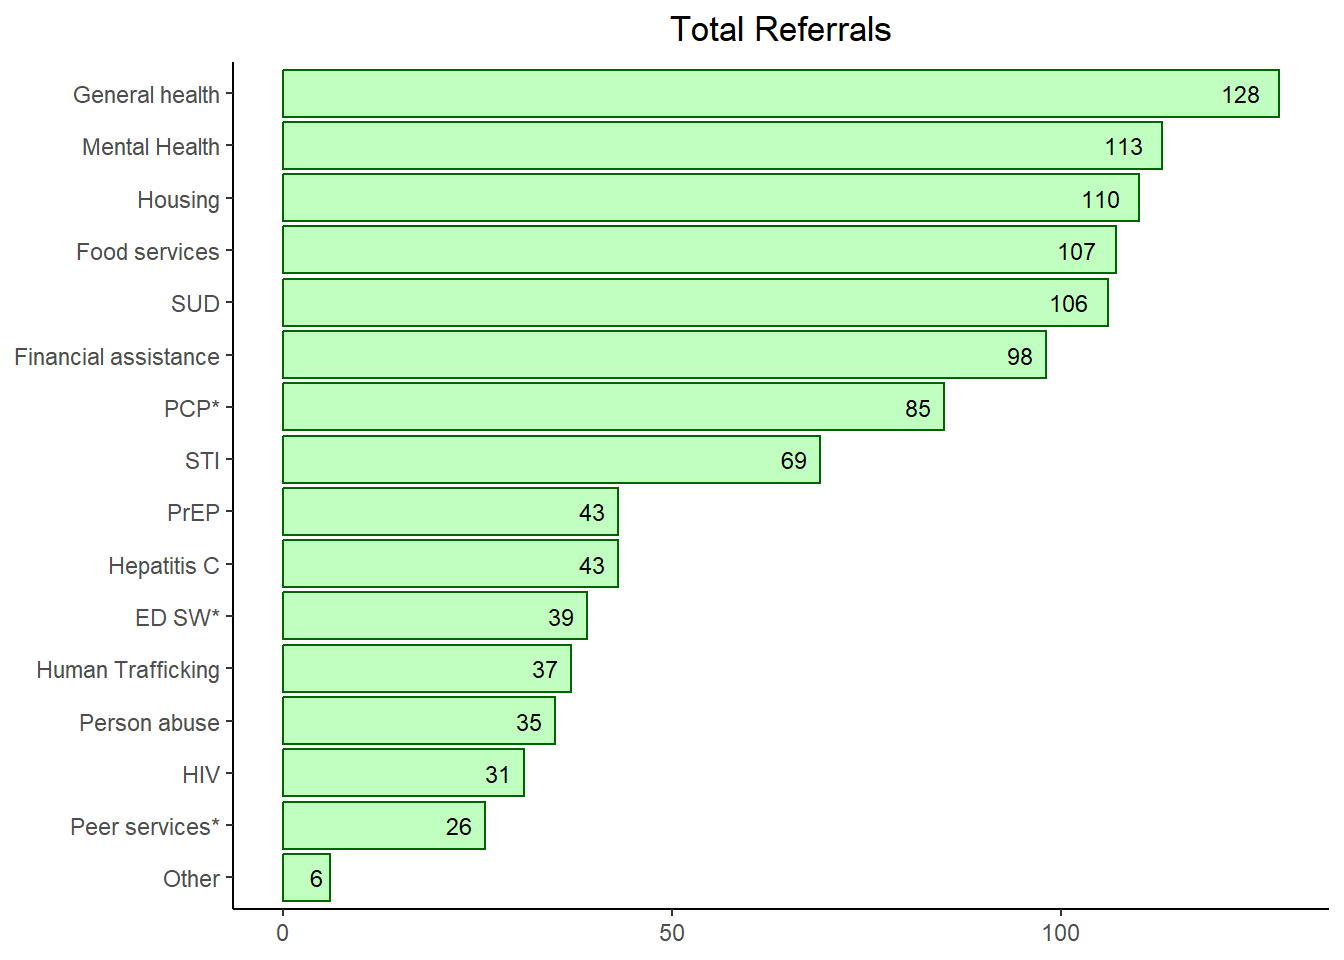 Total Referrals
General health 128
Mental Health 113
Housing 110
Food services 107
SUD 106
Financial assistance 98
PCP* 85
STI 69
PrEP 43
Hepatitis C 43
ED SW* 39
Human Trafficking 37
Person abuse 35
HIV 31
Peer services* 26
Other 6
0 50 100